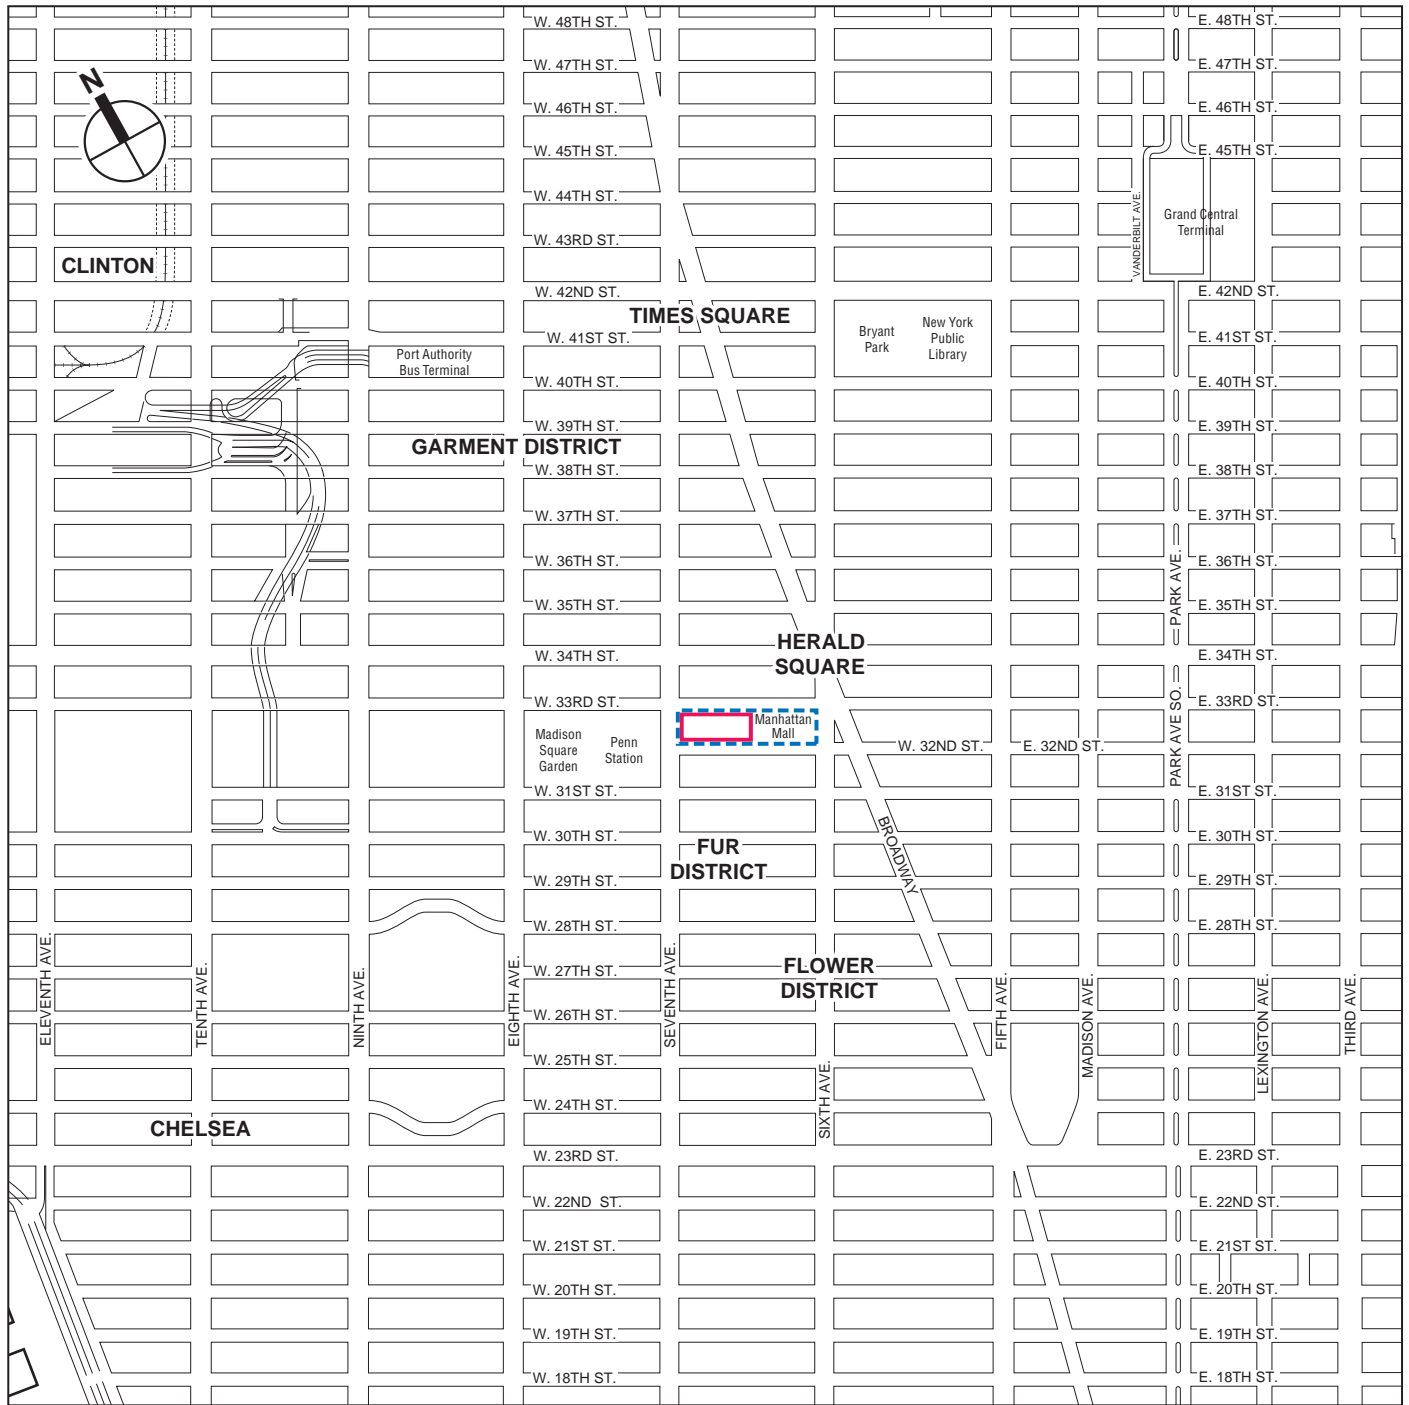 W. 48TH ST.
E. 48TH ST.
W. 47TH ST.
E. 47TH ST.
N
W. 46TH ST.
E. 46TH ST.
W. 45TH ST.
E. 45TH ST.
W. 44TH ST.
VANDERBILT AVE.
Grand Central
Terminal
W. 43RD ST.
CLINTON
W. 42ND ST.
E. 42ND ST.
TIMES SQUARE
Bryant
Park
New York
Public
Library
W. 41ST ST.
E. 41ST ST.
Port Authority
Bus Terminal
W. 40TH ST.
E. 40TH ST.
W. 39TH ST.
E. 39TH ST.
GARMENT DISTRICT
W. 38TH ST.
E. 38TH ST.
W. 37TH ST.
E. 37TH ST.
W. 36TH ST.
E. 36TH ST.
PARK AVE.
W. 35TH ST.
E. 35TH ST.
HERALD
SQUARE
W. 34TH ST.
E. 34TH ST.
W. 33RD ST.
E. 33RD ST.
PARK AVE SO.
Manhattan
Mall
Madison
Square
Garden
Penn
Station
W. 32ND ST.
E. 32ND ST.
W. 31ST ST.
E. 31ST ST.
W. 30TH ST.
E. 30TH ST.
FUR
DISTRICT
BROADWAY
W. 29TH ST.
E. 29TH ST.
W. 28TH ST.
E. 28TH ST.
W. 27TH ST.
FLOWER
DISTRICT
ELEVENTH AVE.
TENTH AVE.
NINTH AVE.
EIGHTH AVE.
SEVENTH AVE.
SIXTH AVE.
FIFTH AVE.
MADISON AVE.
LEXINGTON AVE.
THIRD AVE.
W. 26TH ST.
W. 25TH ST.
W. 24TH ST.
CHELSEA
W. 23RD ST.
E. 23RD ST.
W. 22ND ST.
E. 22ND ST.
W. 21ST ST.
E. 21ST ST.
W. 20TH ST.
E. 20TH ST.
W. 19TH ST.
E. 19TH ST.
W. 18TH ST.
E. 18TH ST.